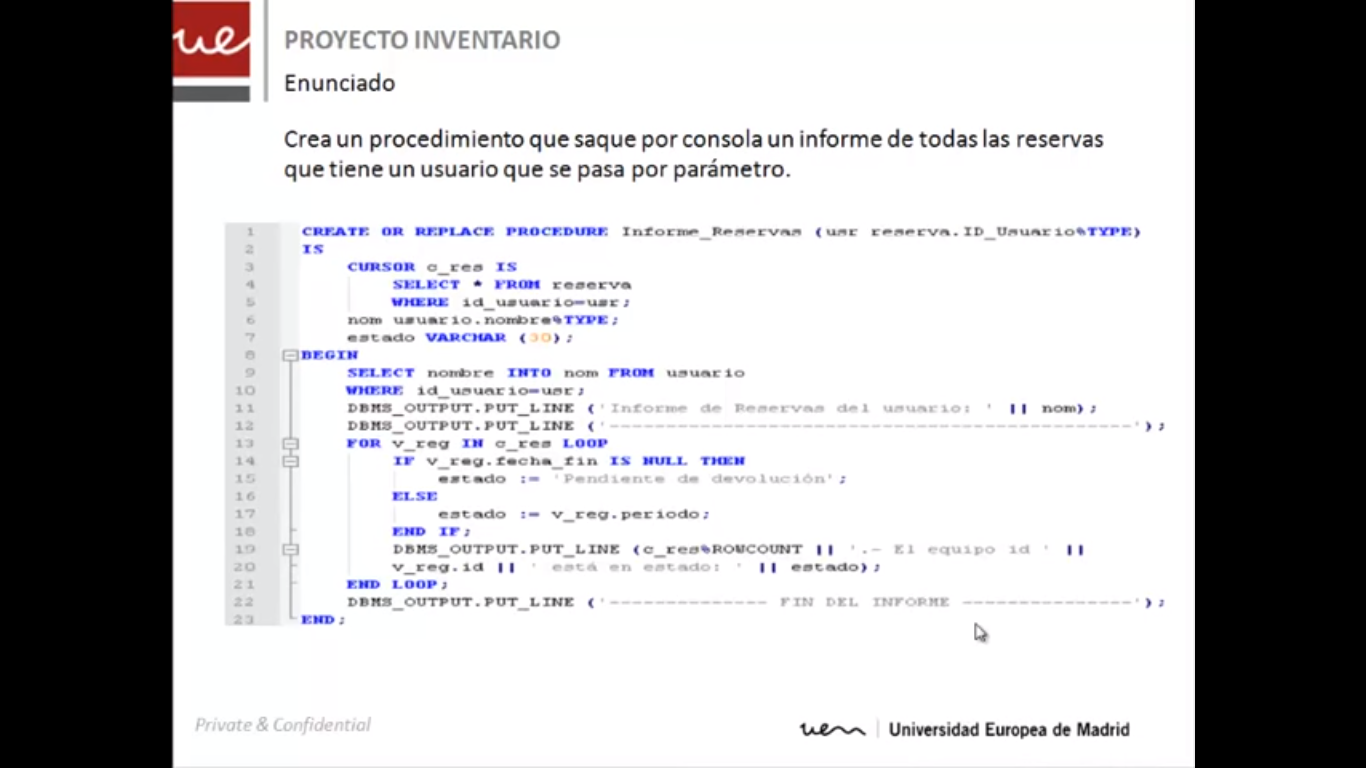 ue
PROYECTO INVENTARIO
Enunciado
Crea un procedimiento que saque por consola un informe de todas las reservas
que tiene un usuario que se pasa por parámetro.
1 CREATE OR REPLACE PROCEDURE Informe_Reservas (usr reserva.ID_Usuario%TYPE)
2 IS
3 CURSOR c_res IS
4 SELECT * FROM reserva
5 WHERE id_usuario=usr;
6 nom usuario.nombre%TYPE;
7 estado VARCHAR (30);
8 BEGIN
9 SELECT nombre INTO nom FROM usuario
10 WHERE id_usuario=usr;
11 DBMS_OUTPUT.PUT_LINE ('Informe de Reservas del usuario: ' || nom);
12 DBMS_OUTPUT.PUT_LINE ('-----------------------------------------------');
13 FOR v_reg IN c_res LOOP
14 IF v_reg.fecha_fin IS NULL THEN
15 estado := 'Pendiente de devolución';
16 ELSE
17 estado := v_reg.periodo;
18 END IF;
19 DBMS_OUTPUT.PUT_LINE (c_res%ROWCOUNT || '.- El equipo id ' ||
20 v_reg.id || ' está en estado: ' || estado);
21 END LOOP;
22 DBMS_OUTPUT.PUT_LINE ('-------------- FIN DEL INFORME ---------------');
23 END;
Private & Confidential
uem Universidad Europea de Madrid